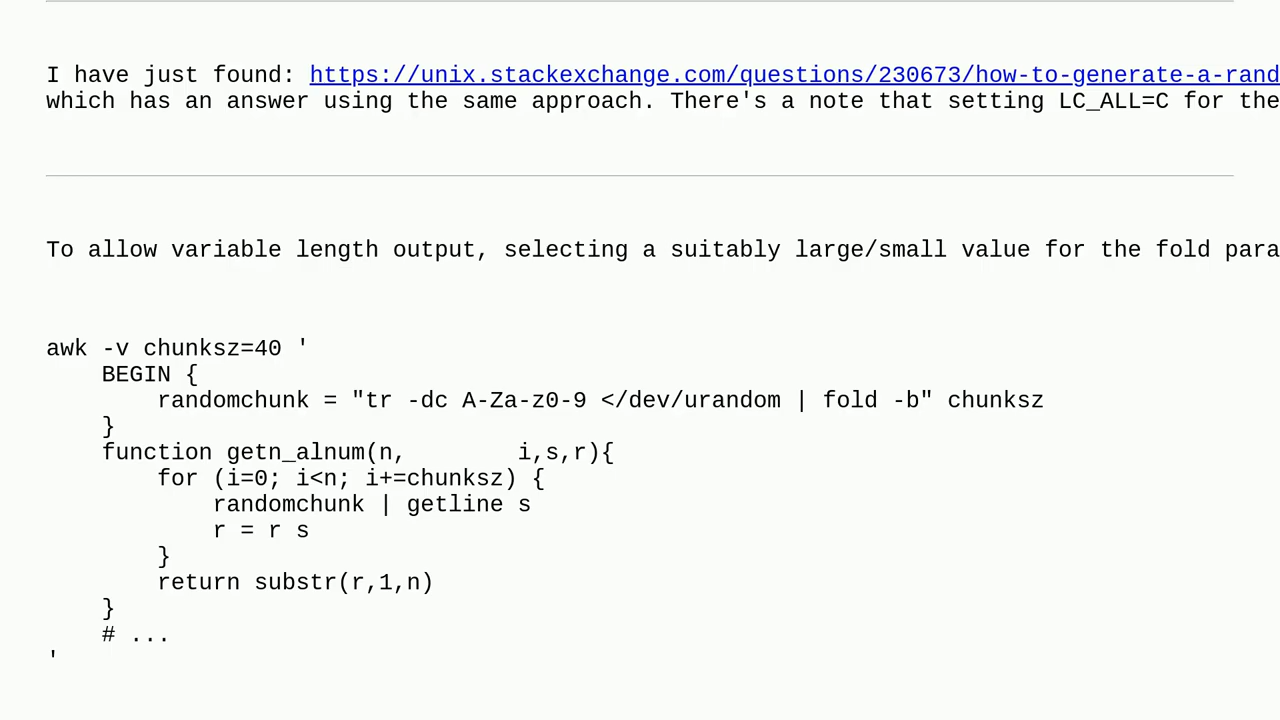 I have just found: https://unix.stackexchange.com/questions/230673/how-to-generate-a-rand
which has an answer using the same approach. There's a note that setting LC_ALL=C for the
To allow variable length output, selecting a suitably large/small value for the fold para
awk -v chunksz=40 '
    BEGIN {
        randomchunk = "tr -dc A-Za-z0-9 </dev/urandom | fold -b" chunksz
    }
    function getn_alnum(n,        i,s,r){
        for (i=0; i<n; i+=chunksz) {
            randomchunk | getline s
            r = r s
        }
        return substr(r,1,n)
    }
    # ...
'